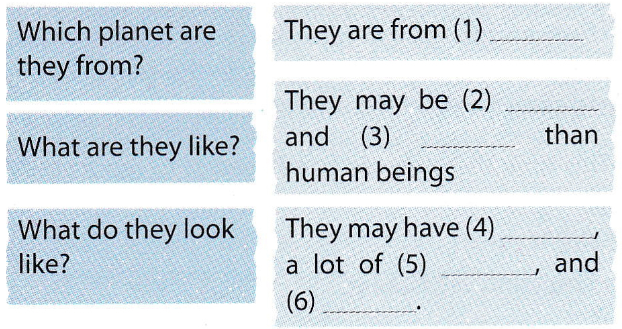 Which planet are
they from?
They are from (1) ________
What are they like?
They may be (2) ________
and (3) ________ than
human beings
What do they look
like?
They may have (4) ________,
a lot of (5) ________, and
(6) ________.